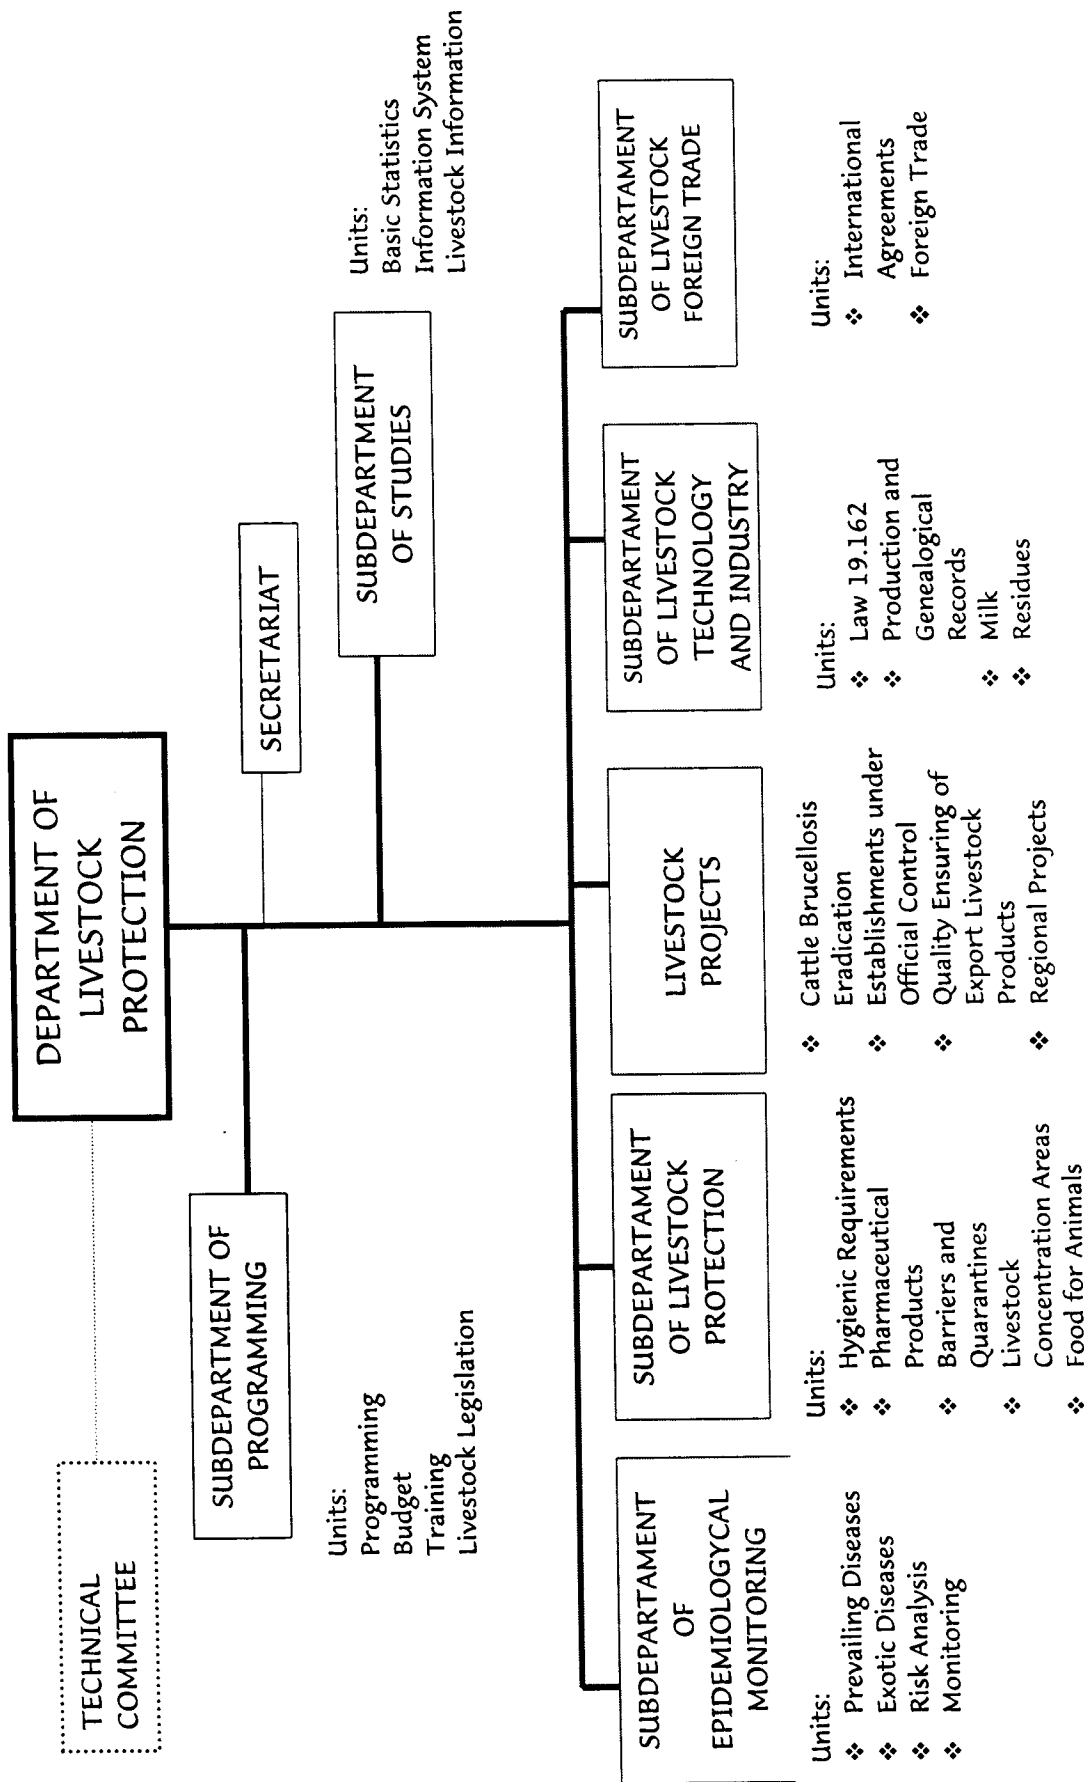 DEPARTMENT OF
LIVESTOCK
PROTECTION
TECHNICAL
COMMITTEE
SECRETARIAT
SUBDEPARTMENT OF
PROGRAMMING
Units:
Programming
Budget
Training
Livestock Legislation
SUBDEPARTMENT
OF STUDIES
Units:
Basic Statistics
Information System
Livestock Information
SUBDEPARTAMENT
OF
EPIDEMIOLOGYCAL
MONITORING
Units:
❖ Prevailing Diseases
❖ Exotic Diseases
❖ Risk Analysis
❖ Monitoring
SUBDEPARTAMENT
OF LIVESTOCK
PROTECTION
Units:
❖ Hygienic Requirements
❖ Pharmaceutical
Products
❖ Barriers and
Quarantines
❖ Livestock
Concentration Areas
❖ Food for Animals
LIVESTOCK
PROJECTS
❖ Cattle Brucellosis
Eradication
❖ Establishments under
Official Control
❖ Quality Ensuring of
Export Livestock
Products
❖ Regional Projects
SUBDEPARTAMENT
OF LIVESTOCK
TECHNOLOGY
AND INDUSTRY
Units:
❖ Law 19.162
❖ Production and
Genealogical
Records
❖ Milk
❖ Residues
SUBDEPARTAMENT
OF LIVESTOCK
FOREIGN TRADE
Units:
❖ International
Agreements
❖ Foreign Trade